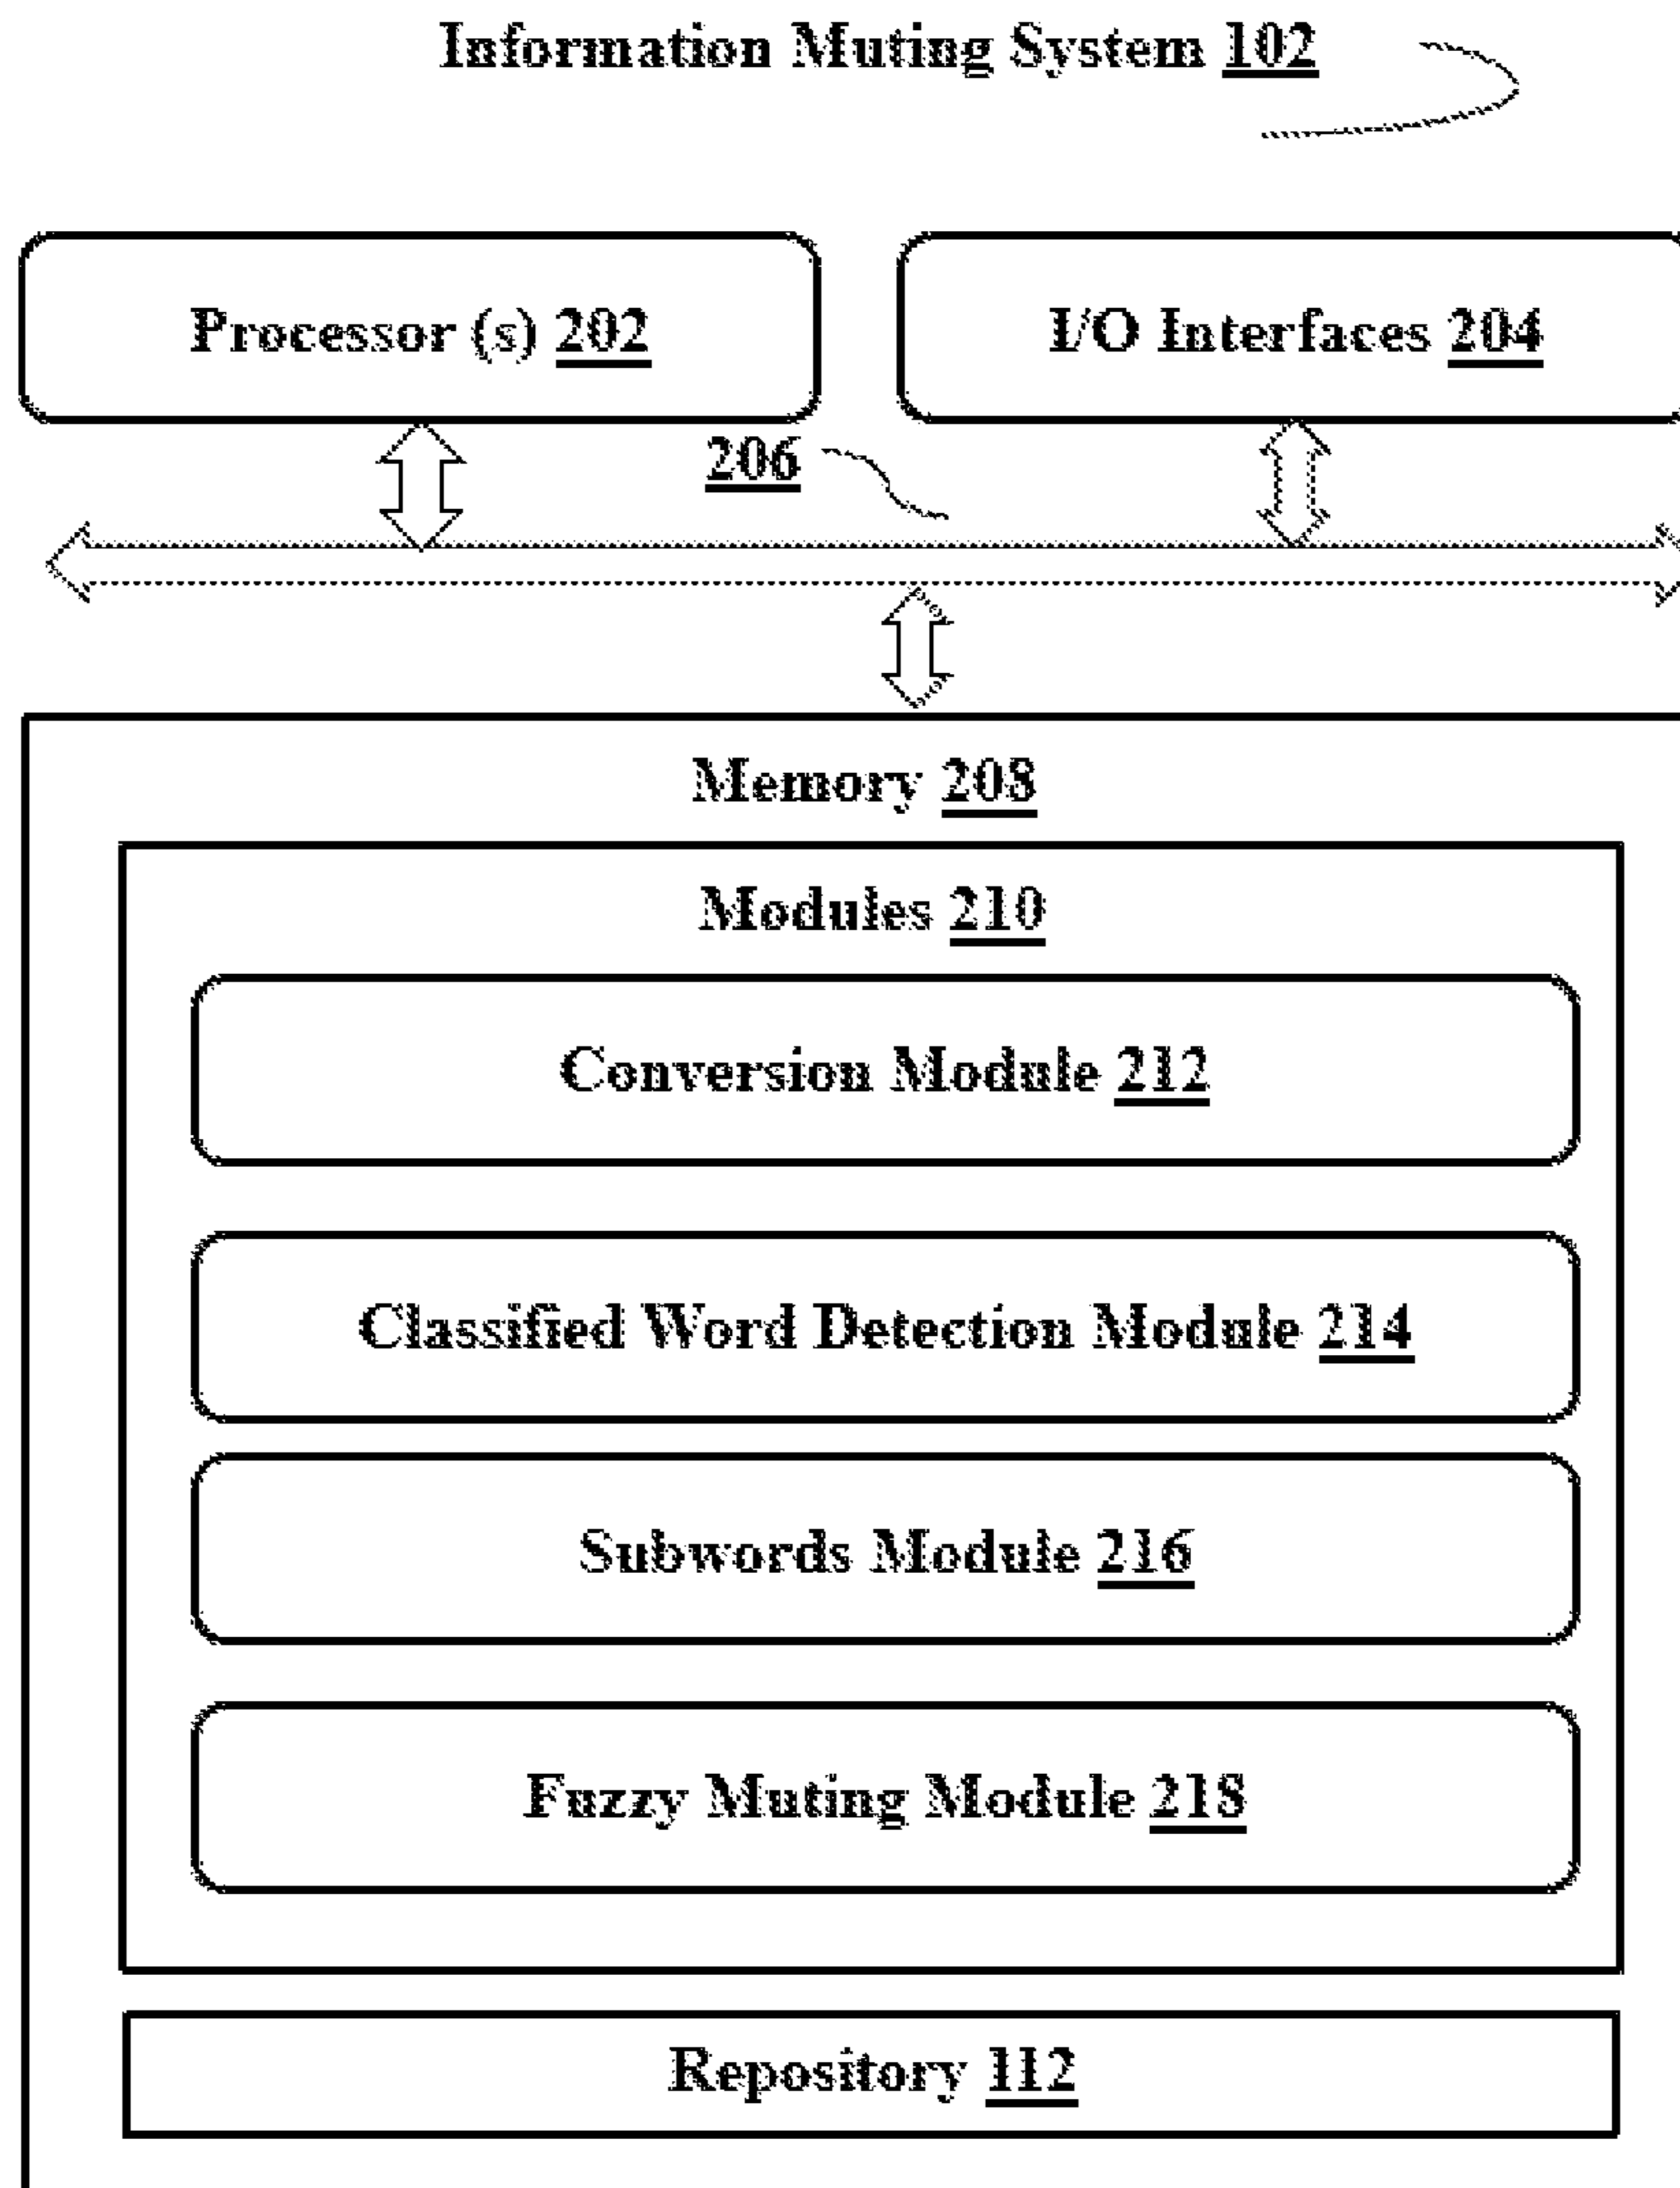 Information Muting System 102
Processor (s) 202
I/O Interfaces 204
206
Memory 208
Modules 210
Conversion Module 212
Classified Word Detection Module 214
Subwords Module 216
Fuzzy Muting Module 218
Repository 112